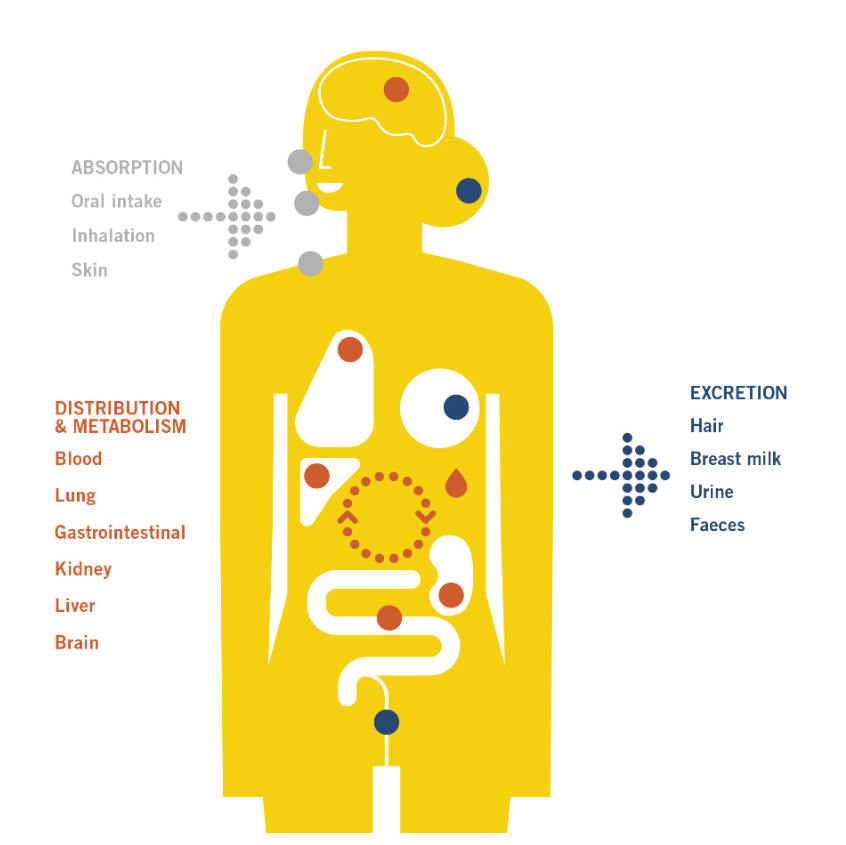 ABSORPTION
Oral intake
Inhalation
Skin
DISTRIBUTION
& METABOLISM
Blood
Lung
Gastrointestinal
Kidney
Liver
Brain
EXCRETION
Hair
Breast milk
Urine
Faeces